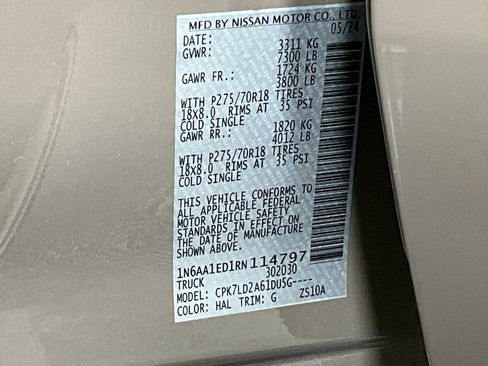 MFD BY NISSAN MOTOR CO., LTD.
DATE: 05/24
GVWR: 3311 KG
7300 LB
GAWR FR.: 1724 KG
3800 LB
WITH P275/70R18 TIRES
18x8.0 RIMS AT 35 PSI
COLD SINGLE
GAWR RR.: 1820 KG
4012 LB
WITH P275/70R18 TIRES
18x8.0 RIMS AT 35 PSI
COLD SINGLE
THIS VEHICLE CONFORMS TO
ALL APPLICABLE FEDERAL
MOTOR VEHICLE SAFETY
STANDARDS IN EFFECT ON
THE DATE OF MANUFACTURE
SHOWN ABOVE.
1N6AA1ED1RN114797
TRUCK 302030
MODEL: CPK7LD2A61DU5G----
COLOR: HAL TRIM: G ZS10A